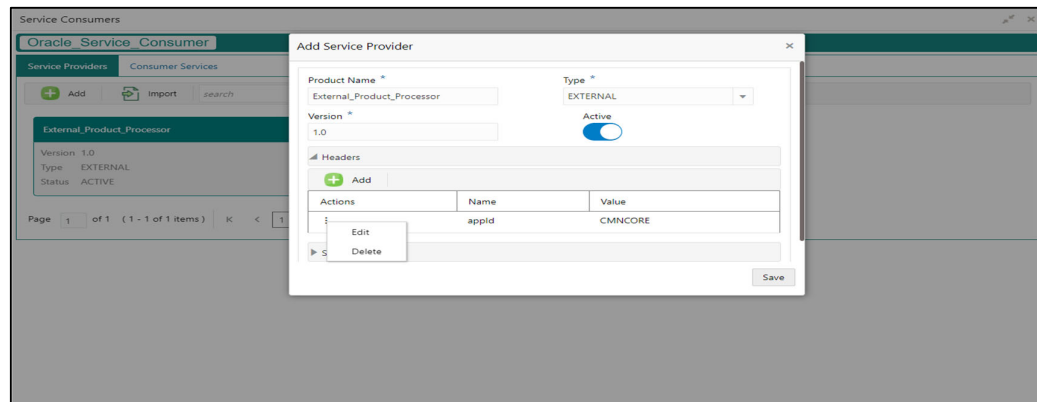 Service Consumers
Oracle_Service_Consumer
Service Providers Consumer Services
Add Import search
External_Product_Processor
Version 1.0
Type EXTERNAL
Status ACTIVE
Page 1 of 1 (1 - 1 of 1 items) K < 1
Add Service Provider
Product Name * Type *
External_Product_Processor EXTERNAL
Version * Active
1.0
Headers
Add
Actions Name Value
appId CMNCORE
Edit
Delete
S
Save